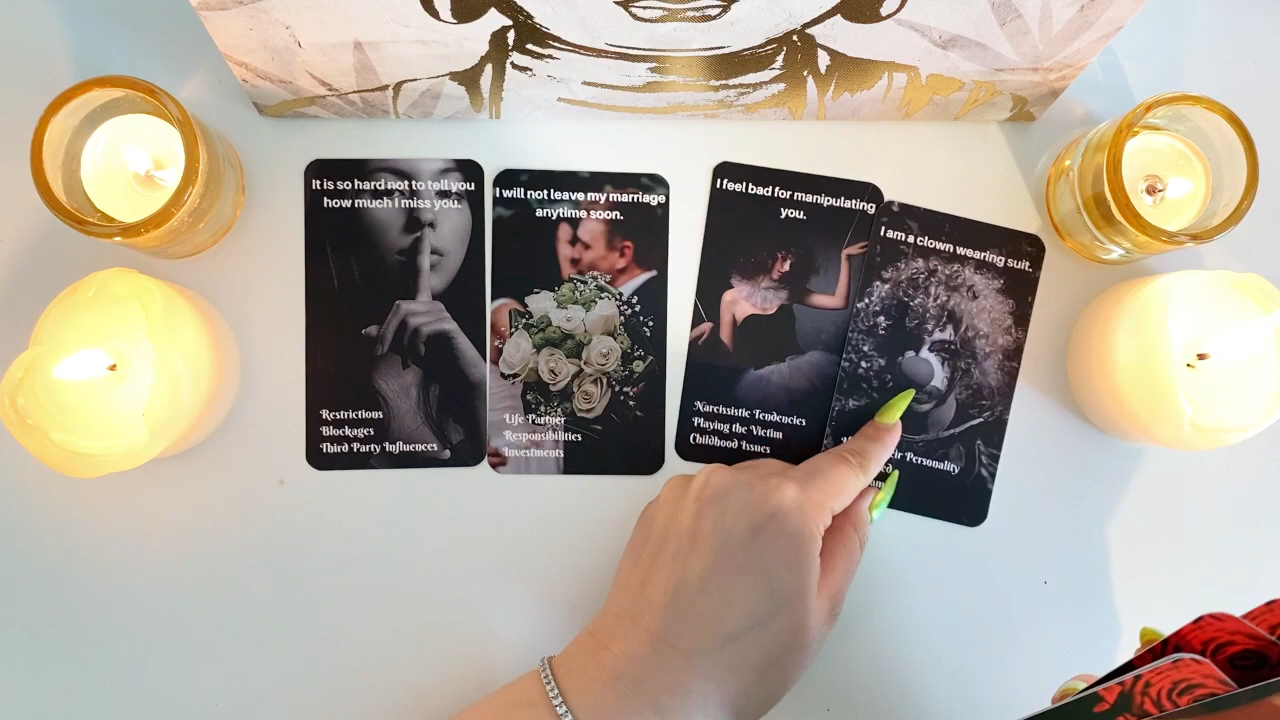 It is so hard not to tell you
how much i miss you.
Restrictions
Blockages
Third Party Influences
I will not leave my marriage
anytime soon.
Life Partner
Responsibilities
Investments
I feel bad for manipulating
you.
Narcissistic Tendencies
Playing the Victim
Childhood Issues
I am a clown wearing suit.
Personality